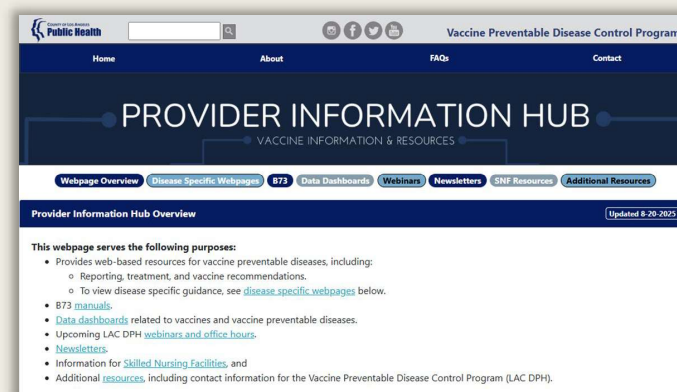 COUNTY OF LOS ANGELES
Public Health
Vaccine Preventable Disease Control Program
Home About FAQs Contact
PROVIDER INFORMATION HUB
VACCINE INFORMATION & RESOURCES
Webpage Overview Disease Specific Webpages B73 Data Dashboards Webinars Newsletters SNF Resources Additional Resources
Provider Information Hub Overview Updated 8-20-2025
This webpage serves the following purposes:
• Provides web-based resources for vaccine preventable diseases, including:
o Reporting, treatment, and vaccine recommendations.
o To view disease specific guidance, see disease specific webpages below.
• B73 manuals.
• Data dashboards related to vaccines and vaccine preventable diseases.
• Upcoming LAC DPH webinars and office hours.
• Newsletters.
• Information for Skilled Nursing Facilities, and
• Additional resources, including contact information for the Vaccine Preventable Disease Control Program (LAC DPH).